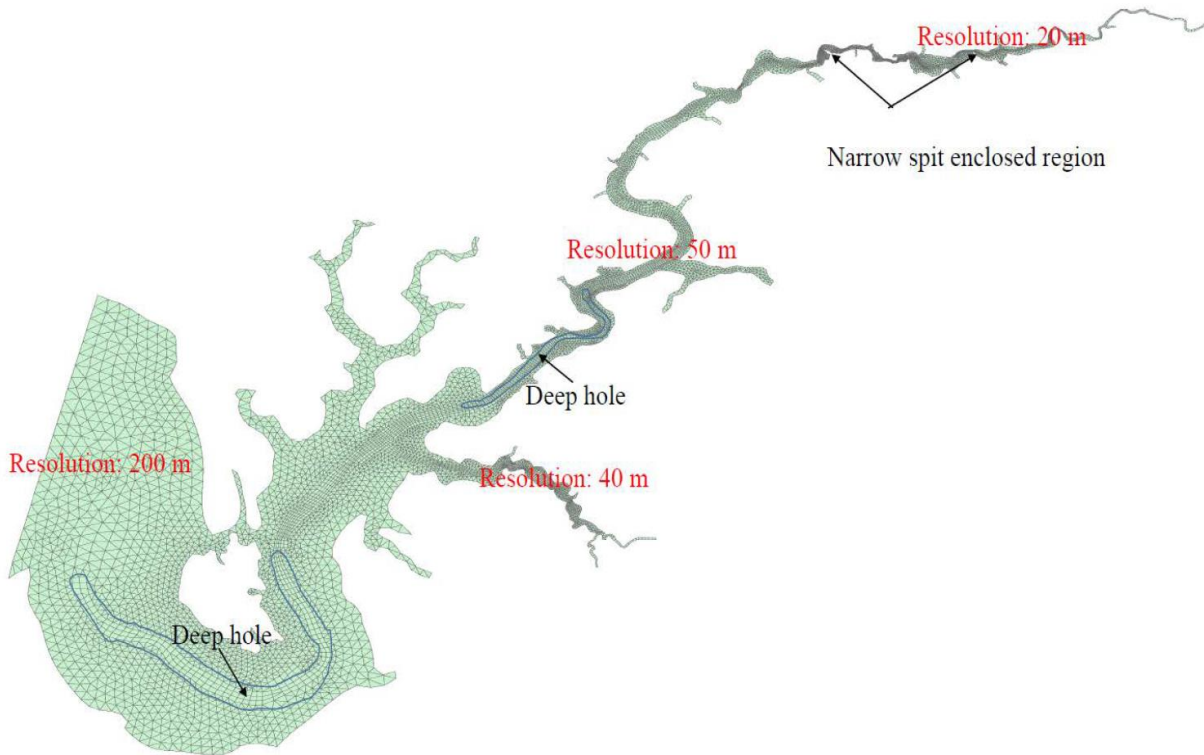 Resolution: 20 m
Narrow spit enclosed region
Resolution: 50 m
Deep hole
Resolution: 200 m
Resolution: 40 m
Deep hole